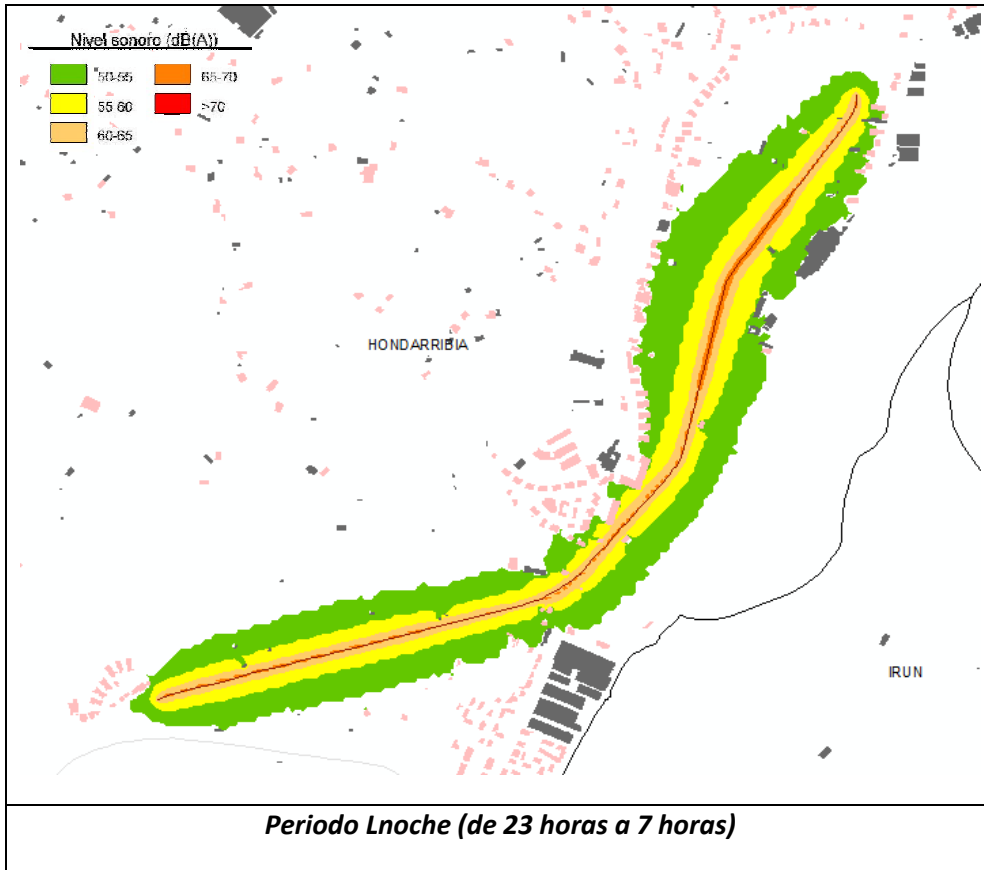 Nivel sonoro (dB(A))
50-55
65-70
55-60
>70
60-65
HONDARRIBIA
IRUN
Periodo Lnoche (de 23 horas a 7 horas)